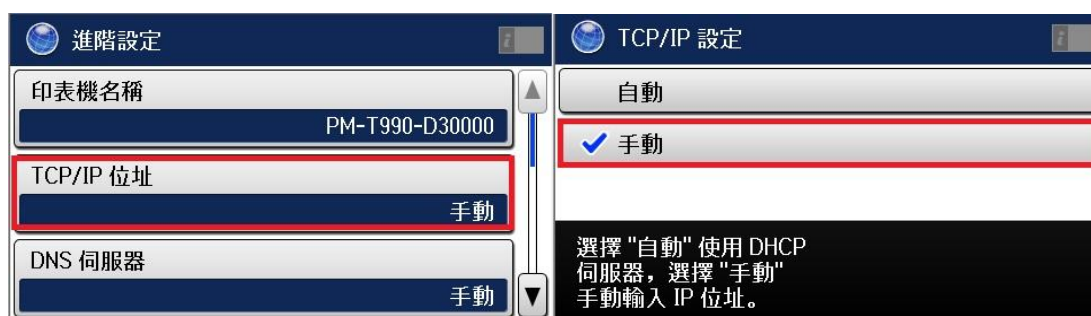 進階設定
印表機名稱
PM-T990-D30000
TCP/IP 位址
手動
DNS 伺服器
手動
TCP/IP 設定
自動
手動
選擇 "自動" 使用 DHCP
伺服器，選擇 "手動"
手動輸入 IP 位址。